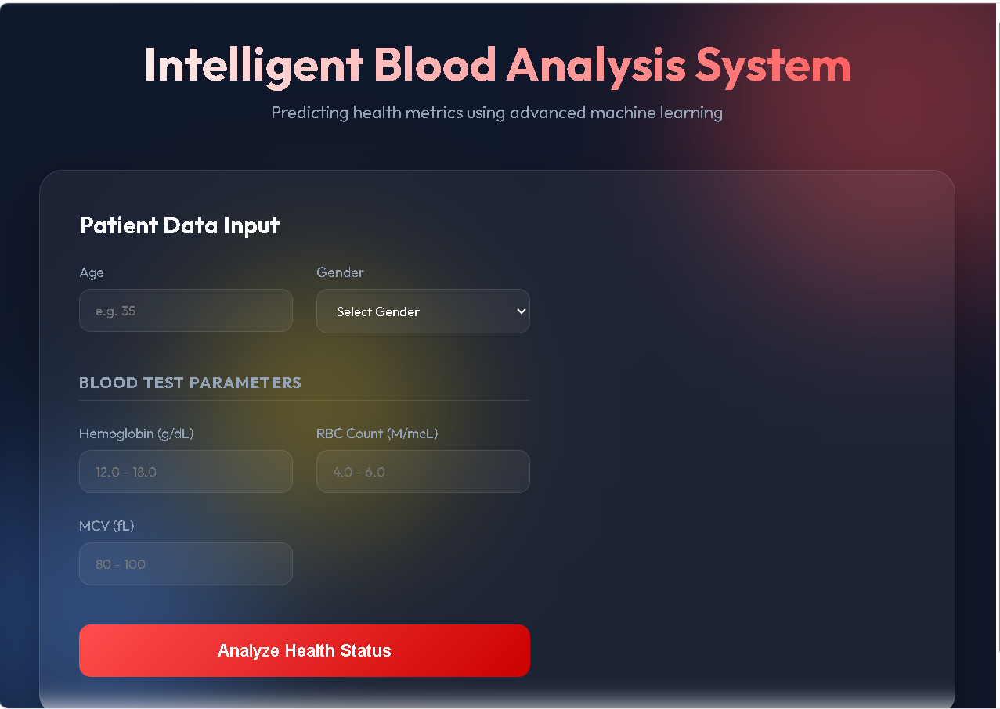 Intelligent Blood Analysis System
Predicting health metrics using advanced machine learning
Patient Data Input
Age
Gender
e.g. 35
Select Gender
BLOOD TEST PARAMETERS
Hemoglobin (g/dL)
RBC Count (M/mcL)
12.0 - 18.0
4.0 - 6.0
MCV (fL)
80 - 100
Analyze Health Status